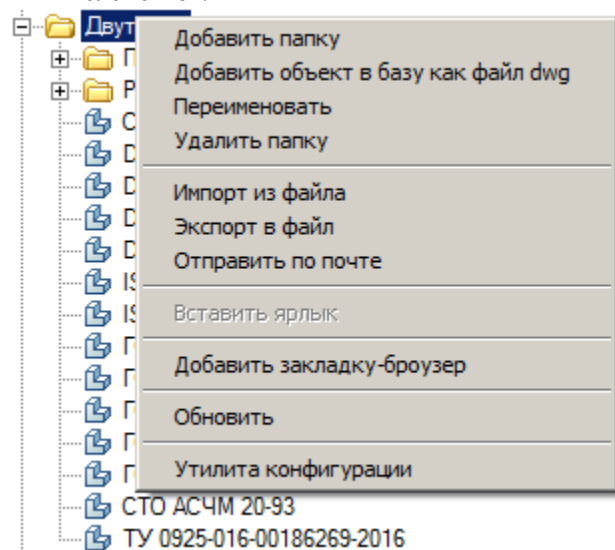 Двут
Добавить папку
Добавить объект в базу как файл dwg
Переименовать
Удалить папку
Импорт из файла
Экспорт в файл
Отправить по почте
Вставить ярлык
Добавить закладку-броузер
Обновить
Утилита конфигурации
СТО АСЧМ 20-93
ТУ 0925-016-00186269-2016